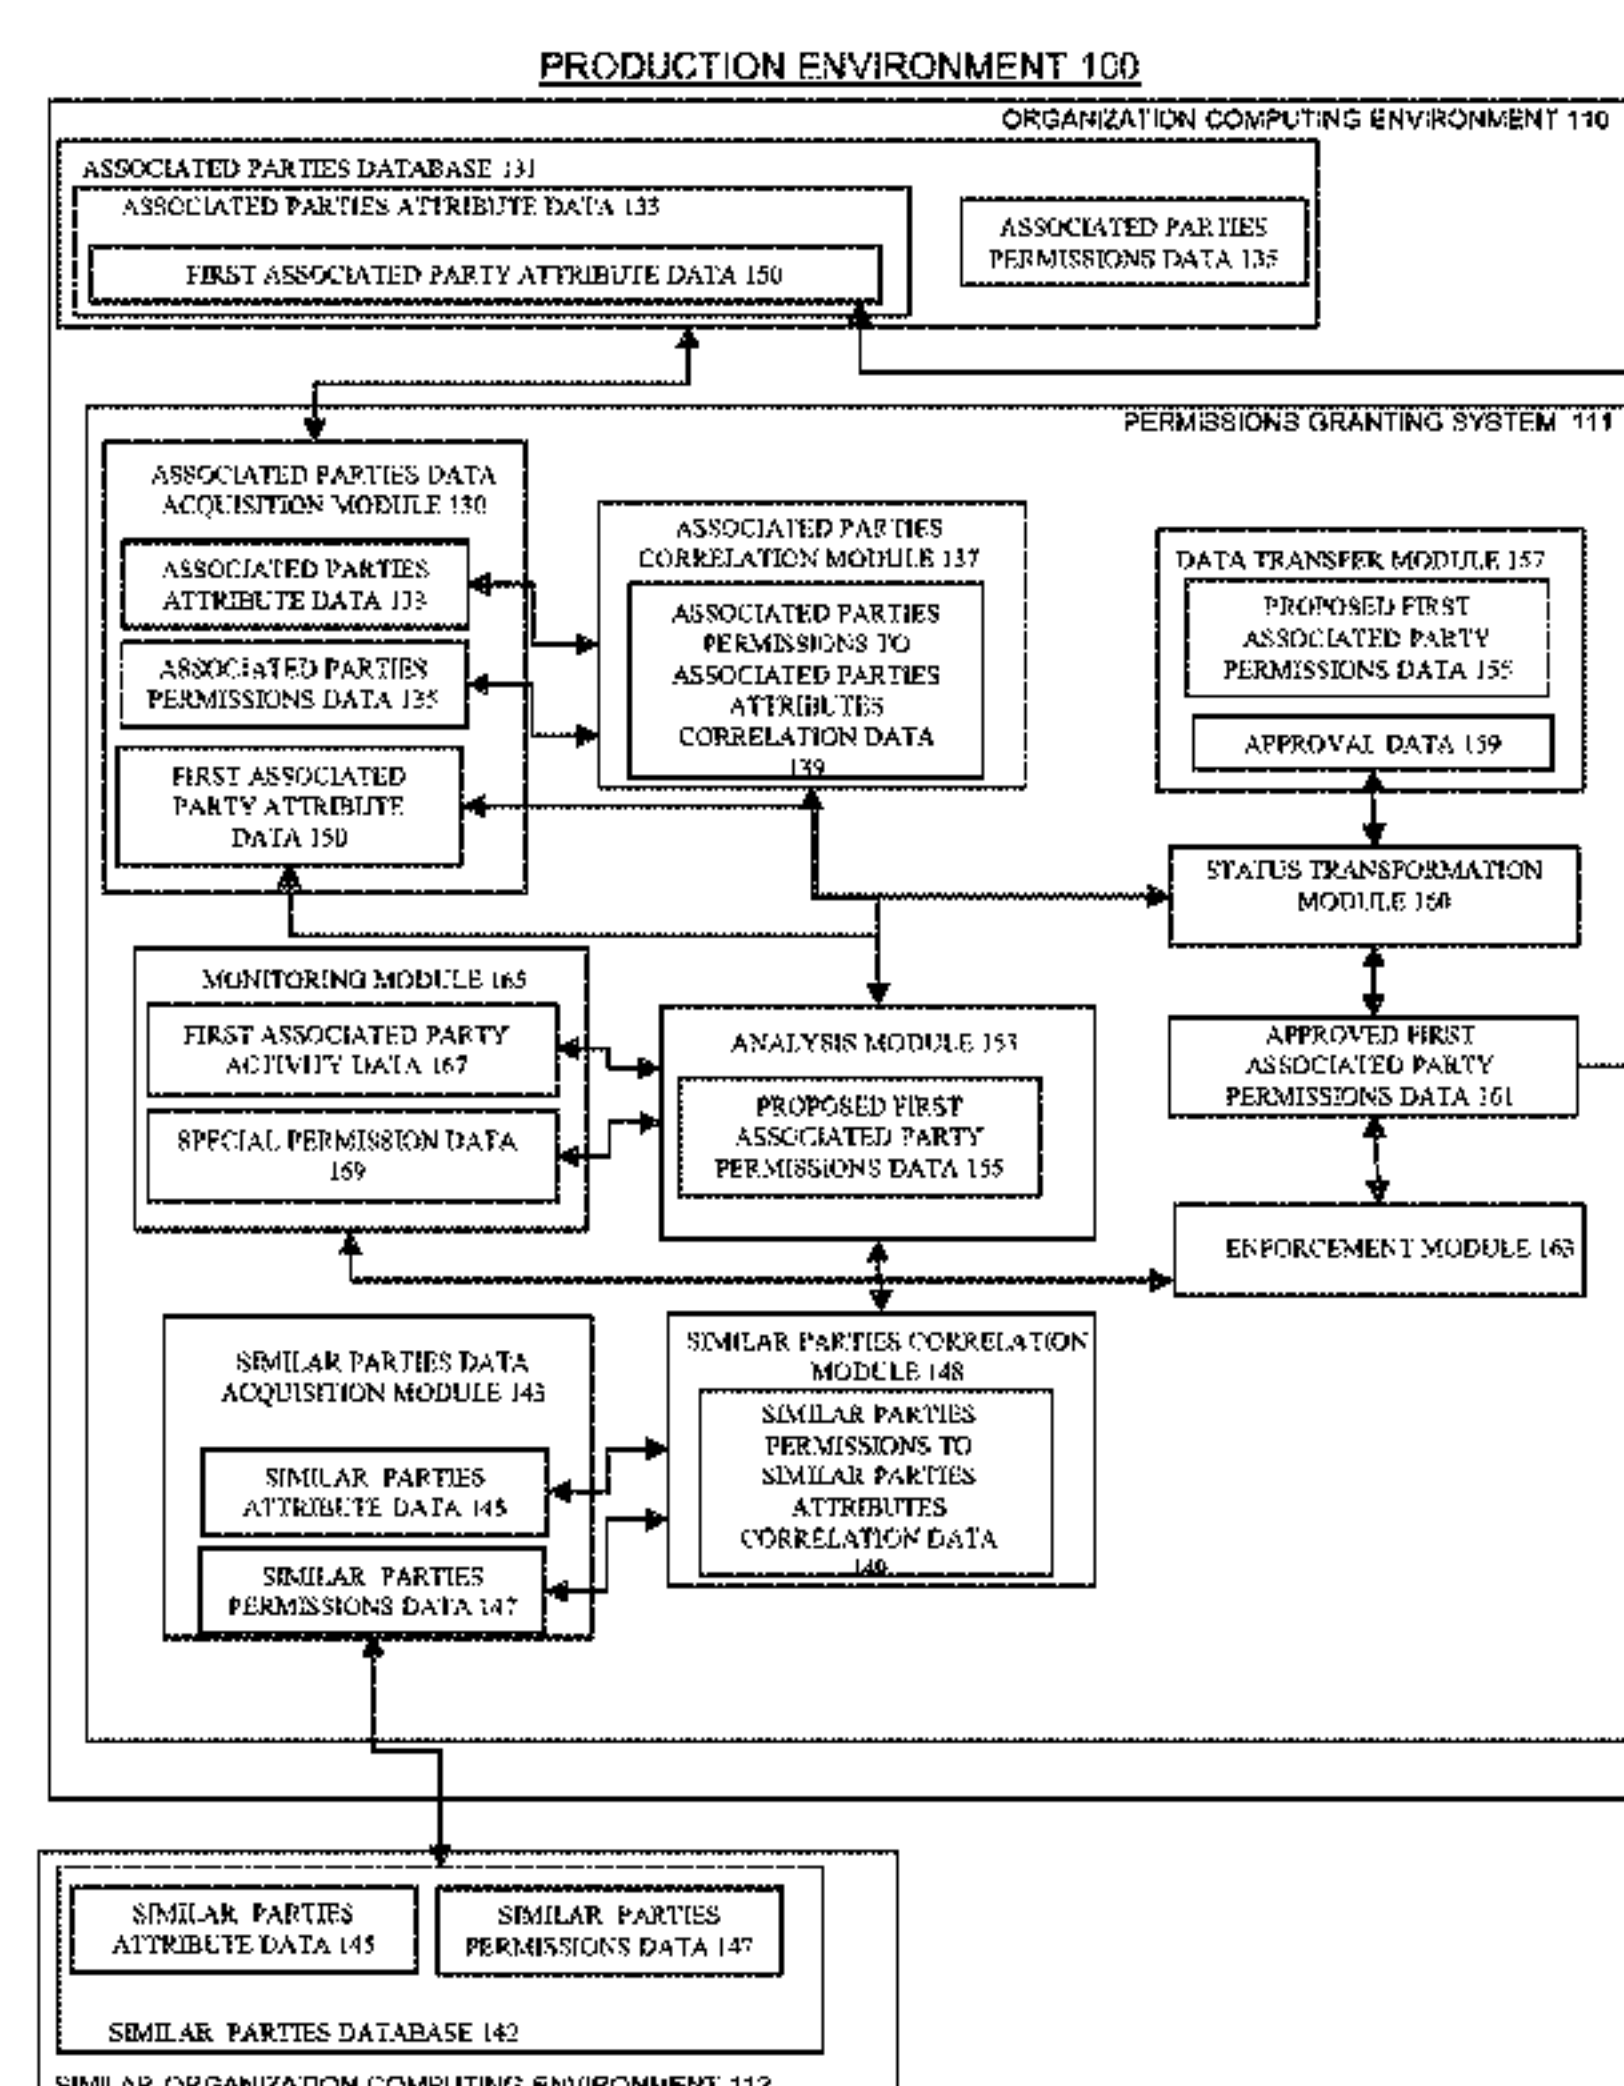 PRODUCTION ENVIRONMENT 100
ORGANIZATION COMPUTING ENVIRONMENT 110
ASSOCIATED PARTIES DATABASE 131
ASSOCIATED PARTIES ATTRIBUTE DATA 133
FIRST ASSOCIATED PARTY ATTRIBUTE DATA 150
ASSOCIATED PARTIES
PERMISSIONS DATA 135
PERMISSIONS GRANTING SYSTEM 111
ASSOCIATED PARTIES DATA
ACQUISITION MODULE 130
ASSOCIATED PARTIES
ATTRIBUTE DATA 133
ASSOCIATED PARTIES
PERMISSIONS DATA 135
FIRST ASSOCIATED
PARTY ATTRIBUTE
DATA 150
ASSOCIATED PARTIES
CORRELATION MODULE 137
ASSOCIATED PARTIES
PERMISSIONS TO
ASSOCIATED PARTIES
ATTRIBUTES
CORRELATION DATA
139
DATA TRANSFER MODULE 157
PROPOSED FIRST
ASSOCIATED PARTY
PERMISSIONS DATA 155
APPROVAL DATA 159
STATUS TRANSFORMATION
MODULE 160
MONITORING MODULE 165
FIRST ASSOCIATED PARTY
ACTIVITY DATA 167
SPECIAL PERMISSION DATA
169
ANALYSIS MODULE 153
PROPOSED FIRST
ASSOCIATED PARTY
PERMISSIONS DATA 155
APPROVED FIRST
ASSOCIATED PARTY
PERMISSIONS DATA 161
ENFORCEMENT MODULE 163
SIMILAR PARTIES DATA
ACQUISITION MODULE 143
SIMILAR PARTIES
ATTRIBUTE DATA 145
SIMILAR PARTIES
PERMISSIONS DATA 147
SIMILAR PARTIES CORRELATION
MODULE 148
SIMILAR PARTIES
PERMISSIONS TO
SIMILAR PARTIES
ATTRIBUTES
CORRELATION DATA
149
SIMILAR PARTIES
ATTRIBUTE DATA 145
SIMILAR PARTIES
PERMISSIONS DATA 147
SIMILAR PARTIES DATABASE 142
SIMILAR ORGANIZATION COMPUTING ENVIRONMENT 112